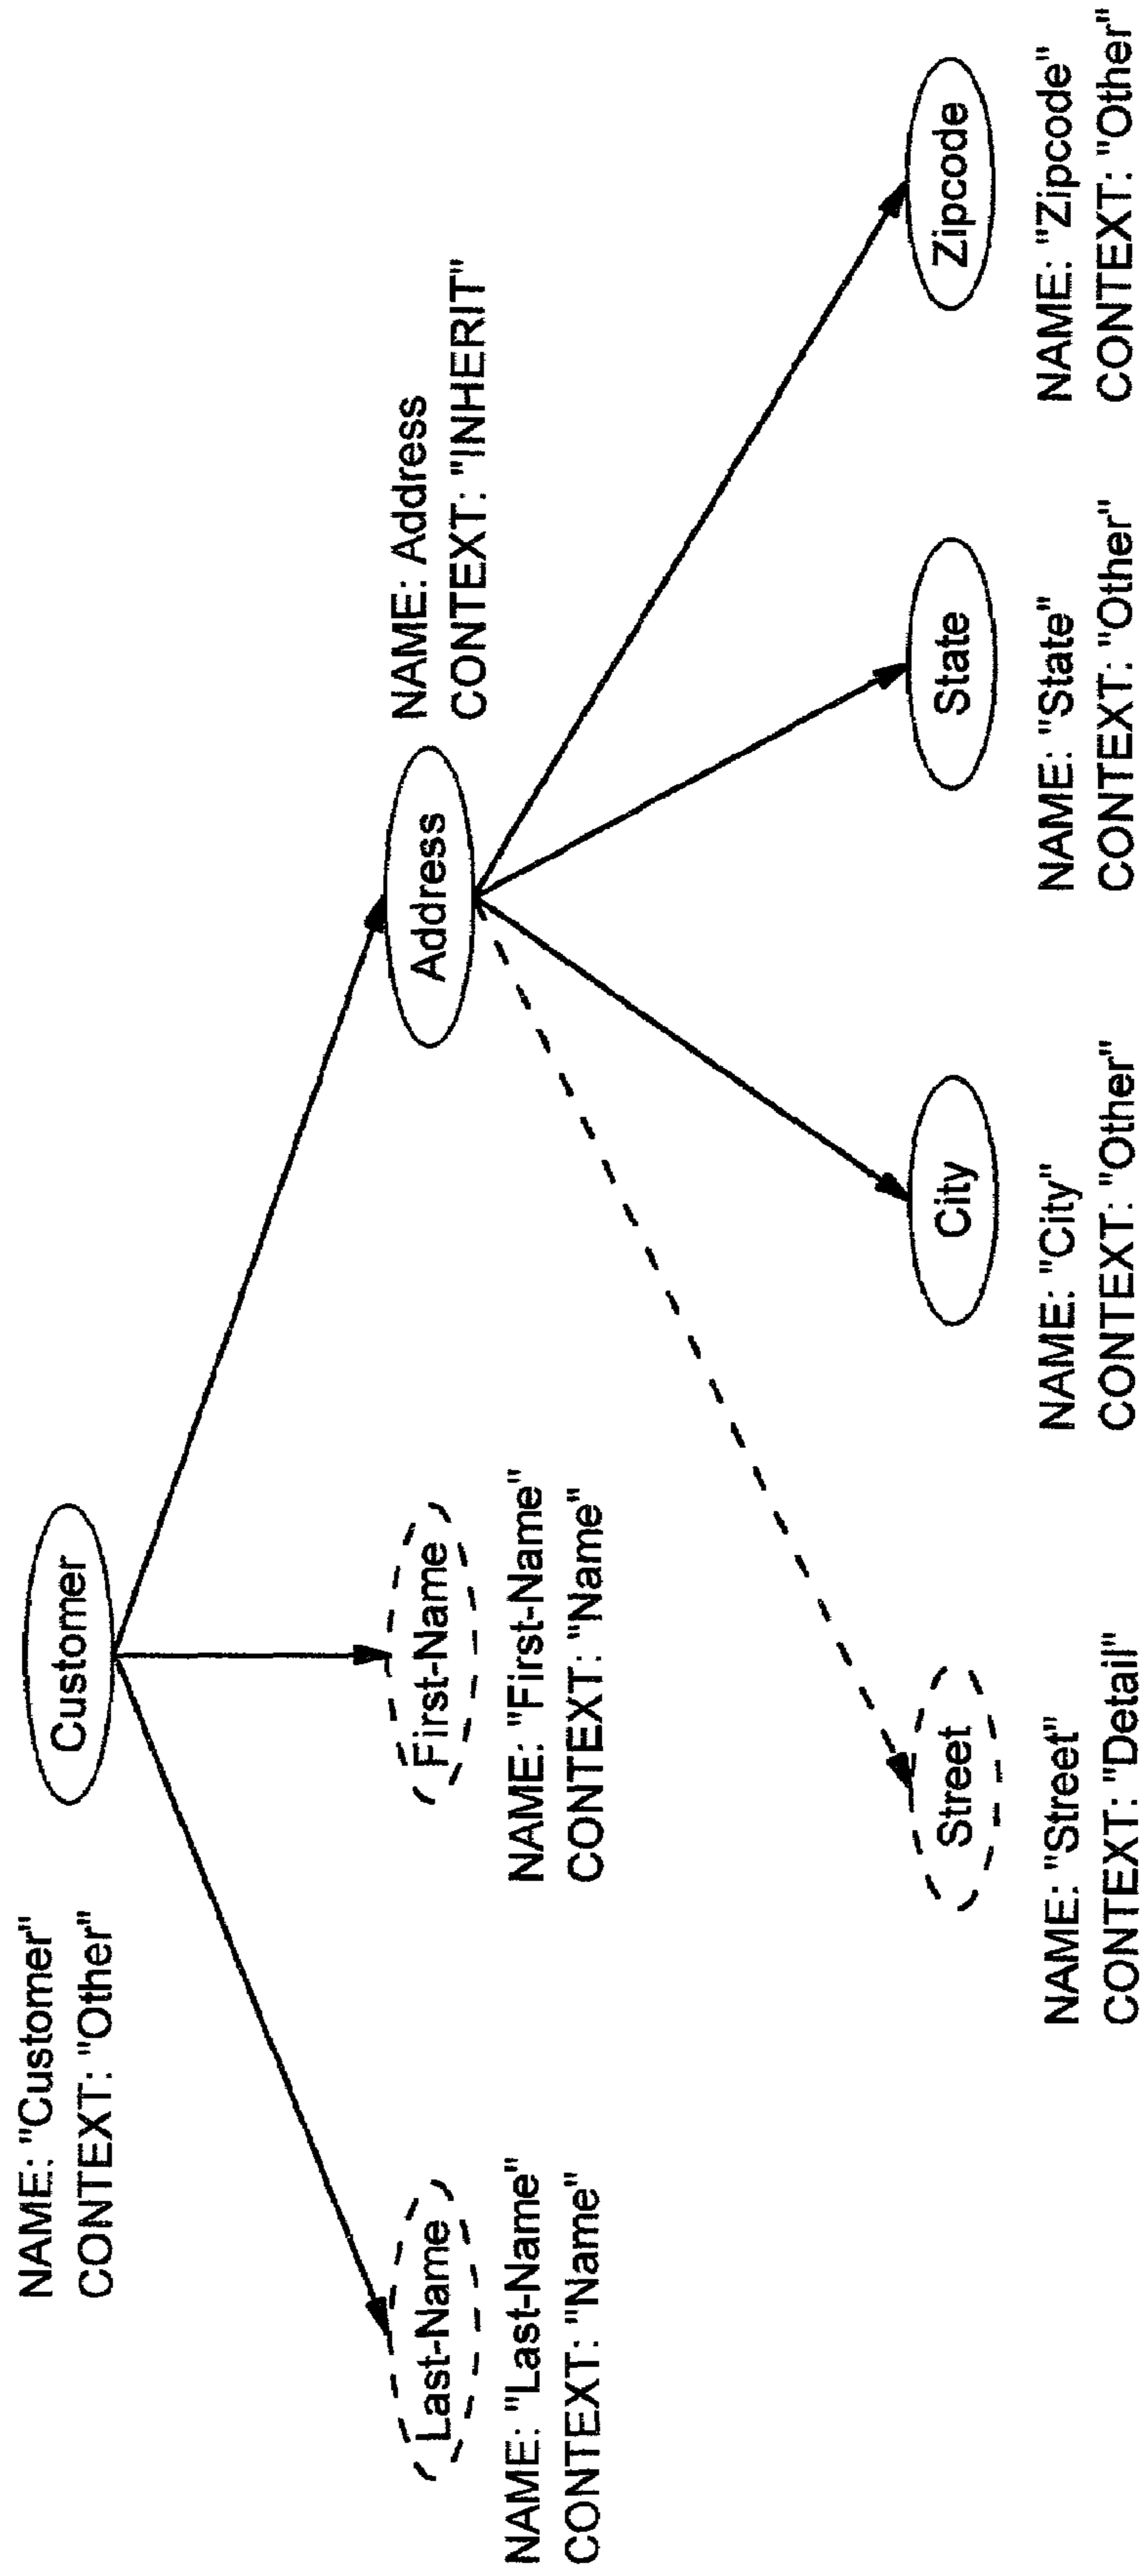 NAME: "Customer"
CONTEXT: "Other"
Customer
Last-Name
NAME: "Last-Name"
CONTEXT: "Name"
First-Name
NAME: "First-Name"
CONTEXT: "Name"
Address
NAME: Address
CONTEXT: "INHERIT"
Street
NAME: "Street"
CONTEXT: "Detail"
City
NAME: "City"
CONTEXT: "Other"
State
NAME: "State"
CONTEXT: "Other"
Zipcode
NAME: "Zipcode"
CONTEXT: "Other"